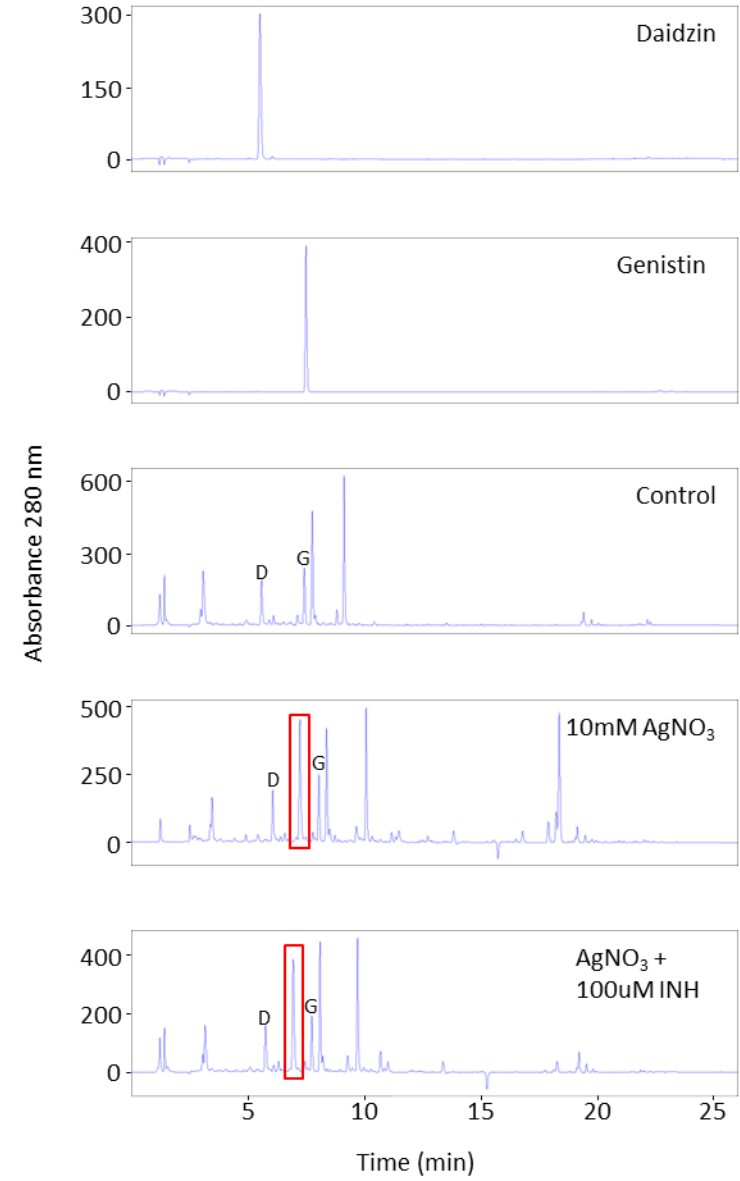 300
150
0
Daidzin
400
200
0
Genistin
Absorbance 280 nm
600
300
0
Control
D
G
500
250
0
10mM AgNO₃
D
G
400
200
0
AgNO₃ +
100uM INH
D
G
5 10 15 20 25
Time (min)